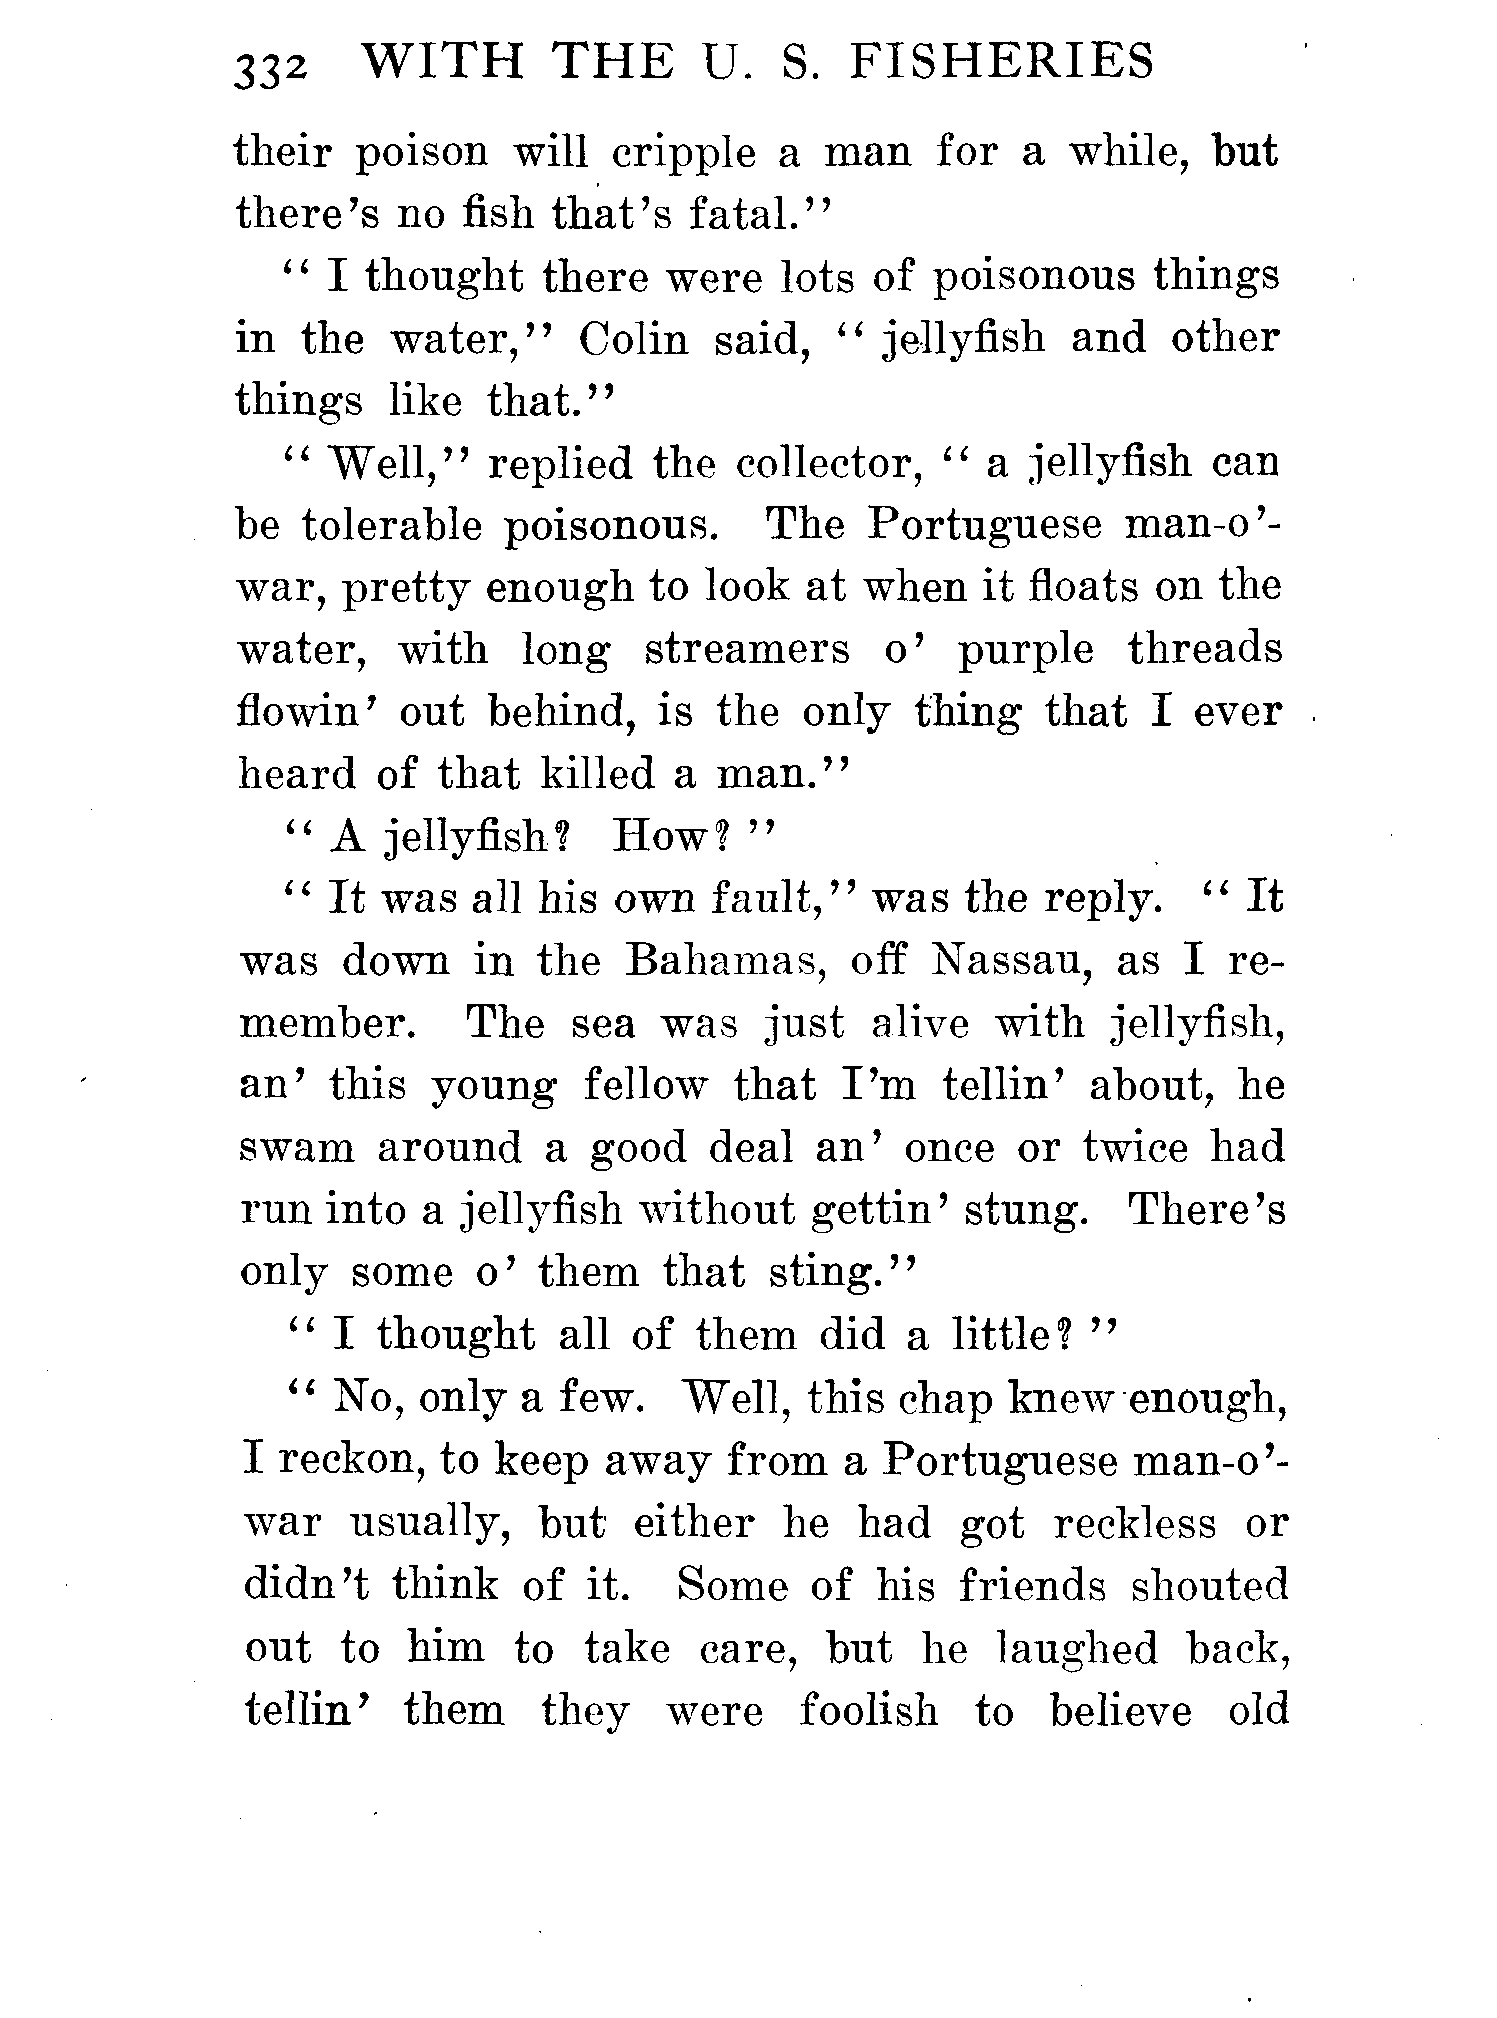 332 WITH THE U. S. FISHERIES
their poison will cripple a man for a while, but
there's no fish that's fatal."
" I thought there were lots of poisonous things
in the water," Colin said, " jellyfish and other
things like that."
" Well," replied the collector, " a jellyfish can
be tolerable poisonous. The Portuguese man-o'-
war, pretty enough to look at when it floats on the
water, with long streamers o' purple threads
flowin' out behind, is the only thing that I ever
heard of that killed a man."
" A jellyfish? How? "
" It was all his own fault," was the reply. " It
was down in the Bahamas, off Nassau, as I re-
member. The sea was just alive with jellyfish,
an' this young fellow that I'm tellin' about, he
swam around a good deal an' once or twice had
run into a jellyfish without gettin' stung. There's
only some o' them that sting."
" I thought all of them did a little? "
" No, only a few. Well, this chap knew enough,
I reckon, to keep away from a Portuguese man-o'-
war usually, but either he had got reckless or
didn't think of it. Some of his friends shouted
out to him to take care, but he laughed back,
tellin' them they were foolish to believe old